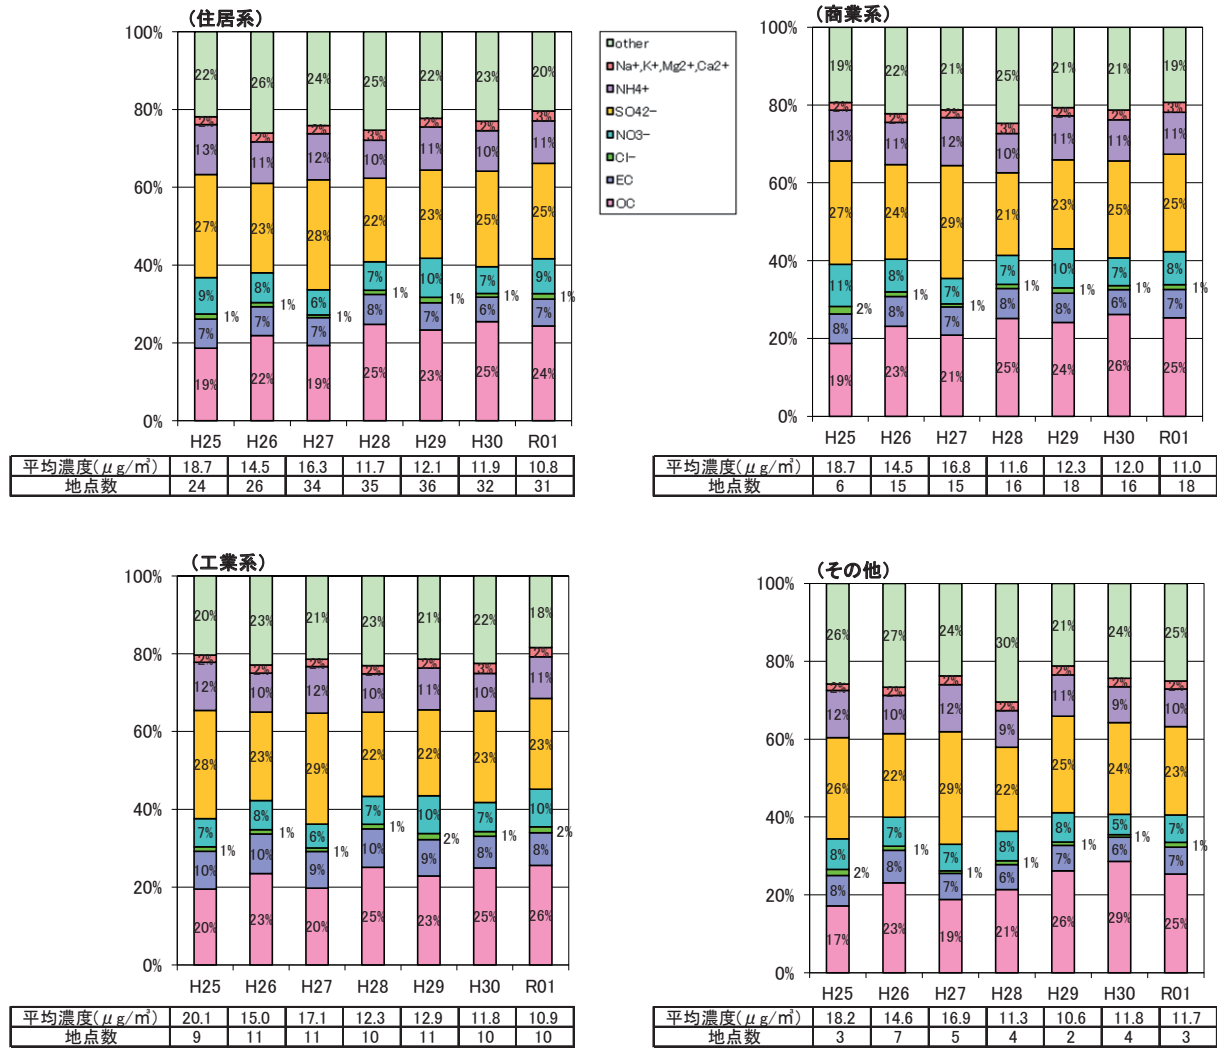 (住居系)
100%
80%
60%
40%
20%
0%
22% 26% 24% 25% 22% 23% 20%
2% 2% 2% 3% 2% 2% 3%
13% 11% 12% 10% 11% 10% 11%
27% 23% 28% 22% 23% 25% 25%
9% 8% 6% 7% 10% 7% 9%
1% 1% 1% 1% 1% 1% 1%
7% 7% 7% 8% 7% 6% 7%
19% 22% 19% 25% 23% 25% 24%
H25 H26 H27 H28 H29 H30 R01
平均濃度(μg/㎥) 18.7 14.5 16.3 11.7 12.1 11.9 10.8
地点数 24 26 34 35 36 32 31
other
Na+,K+,Mg2+,Ca2+
NH4+
SO42-
NO3-
Cl-
EC
OC
(商業系)
100%
80%
60%
40%
20%
0%
19% 22% 21% 25% 21% 21% 19%
2% 2% 2% 3% 2% 2% 3%
13% 11% 12% 10% 11% 11% 11%
27% 24% 29% 21% 23% 25% 25%
11% 8% 7% 7% 10% 7% 8%
2% 1% 1% 1% 1% 1% 1%
8% 8% 7% 8% 8% 6% 7%
19% 23% 21% 25% 24% 26% 25%
H25 H26 H27 H28 H29 H30 R01
平均濃度(μg/㎥) 18.7 14.5 16.8 11.6 12.3 12.0 11.0
地点数 6 15 15 16 18 16 18
(工業系)
100%
80%
60%
40%
20%
0%
20% 23% 21% 23% 21% 22% 18%
2% 2% 2% 2% 2% 3% 2%
12% 10% 12% 10% 11% 10% 11%
28% 23% 29% 22% 22% 23% 23%
7% 8% 6% 7% 10% 7% 10%
1% 1% 1% 1% 2% 1% 2%
10% 10% 9% 10% 9% 8% 8%
20% 23% 20% 25% 23% 25% 26%
H25 H26 H27 H28 H29 H30 R01
平均濃度(μg/㎥) 20.1 15.0 17.1 12.3 12.9 11.8 10.9
地点数 9 11 11 10 11 10 10
(その他)
100%
80%
60%
40%
20%
0%
26% 27% 24% 30% 21% 24% 25%
2% 2% 2% 2% 2% 2% 2%
12% 10% 12% 9% 11% 9% 10%
26% 22% 29% 22% 25% 24% 23%
8% 7% 7% 8% 8% 5% 7%
2% 1% 1% 1% 1% 1% 1%
8% 8% 7% 6% 7% 6% 7%
17% 23% 19% 21% 26% 29% 25%
H25 H26 H27 H28 H29 H30 R01
平均濃度(μg/㎥) 18.2 14.6 16.9 11.3 10.6 11.8 11.7
地点数 3 7 5 4 2 4 3